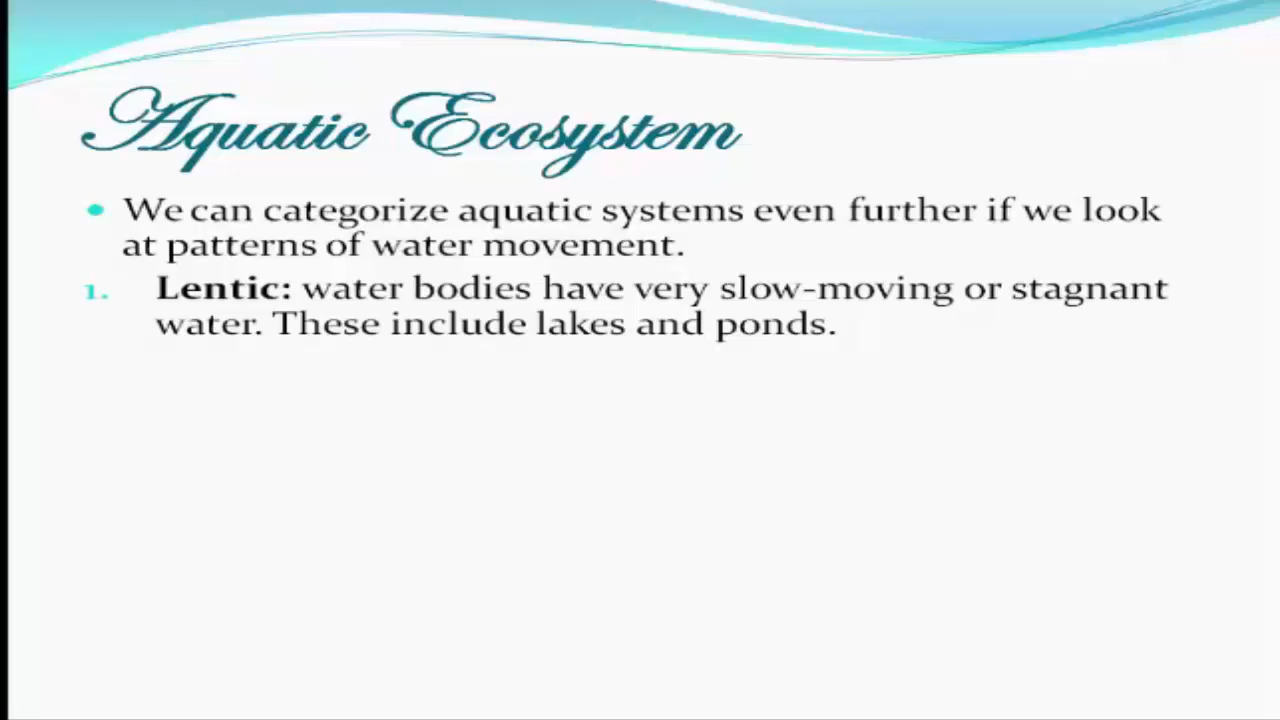 Aquatic Ecosystem
• We can categorize aquatic systems even further if we look
at patterns of water movement.
1. Lentic: water bodies have very slow-moving or stagnant
water. These include lakes and ponds.